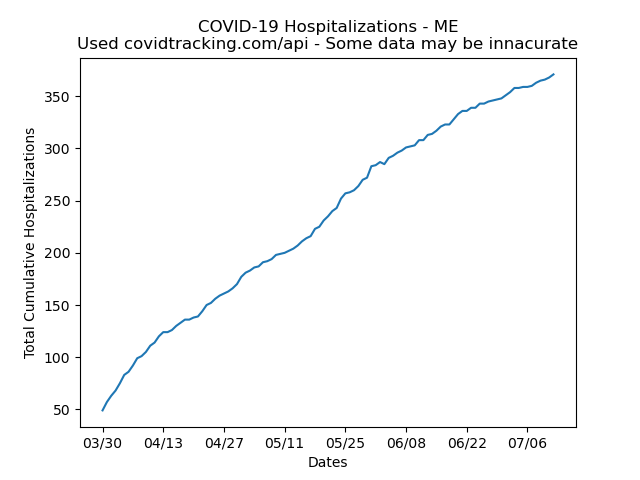 COVID-19 Hospitalizations - ME
Used covidtracking.com/api - Some data may be innacurate
Total Cumulative Hospitalizations
350
300
250
200
150
100
50
03/30 04/13 04/27 05/11 05/25 06/08 06/22 07/06
Dates